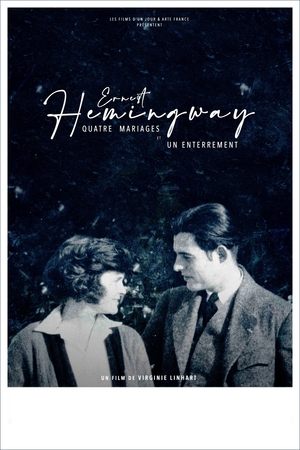 LES FILMS D'UN JOUR & ARTE FRANCE
PRÉSENTENT
Ernest
Hemingway
QUATRE MARIAGES
ET
UN ENTERREMENT
UN FILM DE VIRGINIE LINHART